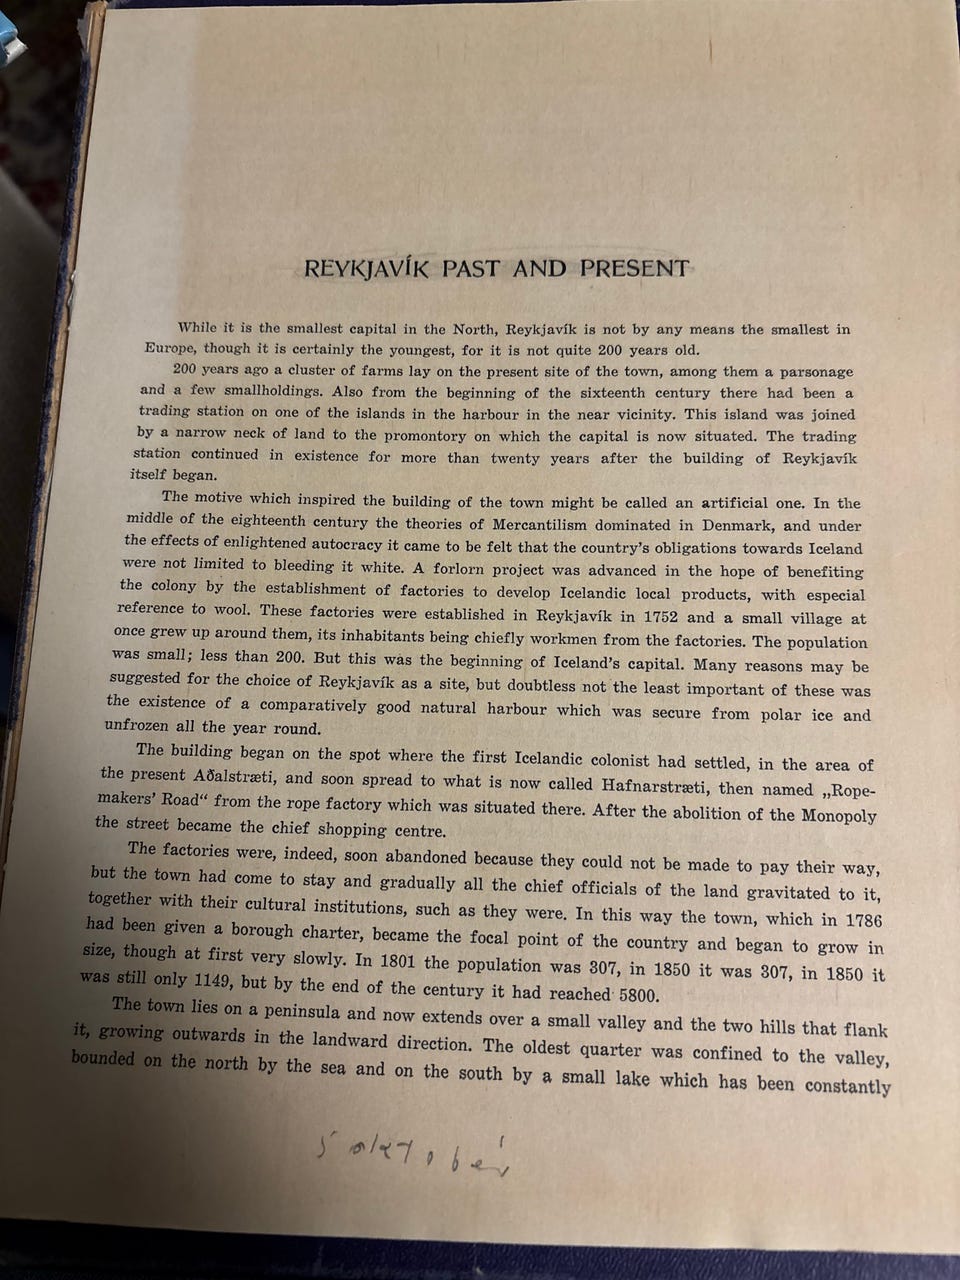 REYKJAVÍK PAST AND PRESENT
While it is the smallest capital in the North, Reykjavík is not by any means the smallest in
Europe, though it is certainly the youngest, for it is not quite 200 years old.
200 years ago a cluster of farms lay on the present site of the town, among them a parsonage
and a few smallholdings. Also from the beginning of the sixteenth century there had been a
trading station on one of the islands in the harbour in the near vicinity. This island was joined
by a narrow neck of land to the promontory on which the capital is now situated. The trading
station continued in existence for more than twenty years after the building of Reykjavík
itself began.
The motive which inspired the building of the town might be called an artificial one. In the
middle of the eighteenth century the theories of Mercantilism dominated in Denmark, and under
the effects of enlightened autocracy it came to be felt that the country's obligations towards Iceland
were not limited to bleeding it white. A forlorn project was advanced in the hope of benefiting
the colony by the establishment of factories to develop Icelandic local products, with especial
reference to wool. These factories were established in Reykjavík in 1752 and a small village at
once grew up around them, its inhabitants being chiefly workmen from the factories. The population
was small; less than 200. But this was the beginning of Iceland's capital. Many reasons may be
suggested for the choice of Reykjavík as a site, but doubtless not the least important of these was
the existence of a comparatively good natural harbour which was secure from polar ice and
unfrozen all the year round.
The building began on the spot where the first Icelandic colonist had settled, in the area of
the present Aðalstræti, and soon spread to what is now called Hafnarstræti, then named „Rope-
makers' Road“ from the rope factory which was situated there. After the abolition of the Monopoly
the street became the chief shopping centre.
The factories were, indeed, soon abandoned because they could not be made to pay their way,
but the town had come to stay and gradually all the chief officials of the land gravitated to it,
together with their cultural institutions, such as they were. In this way the town, which in 1786
had been given a borough charter, became the focal point of the country and began to grow in
size, though at first very slowly. In 1801 the population was 307, in 1850 it was 307, in 1850 it
was still only 1149, but by the end of the century it had reached 5800.
The town lies on a peninsula and now extends over a small valley and the two hills that flank
it, growing outwards in the landward direction. The oldest quarter was confined to the valley,
bounded on the north by the sea and on the south by a small lake which has been constantly